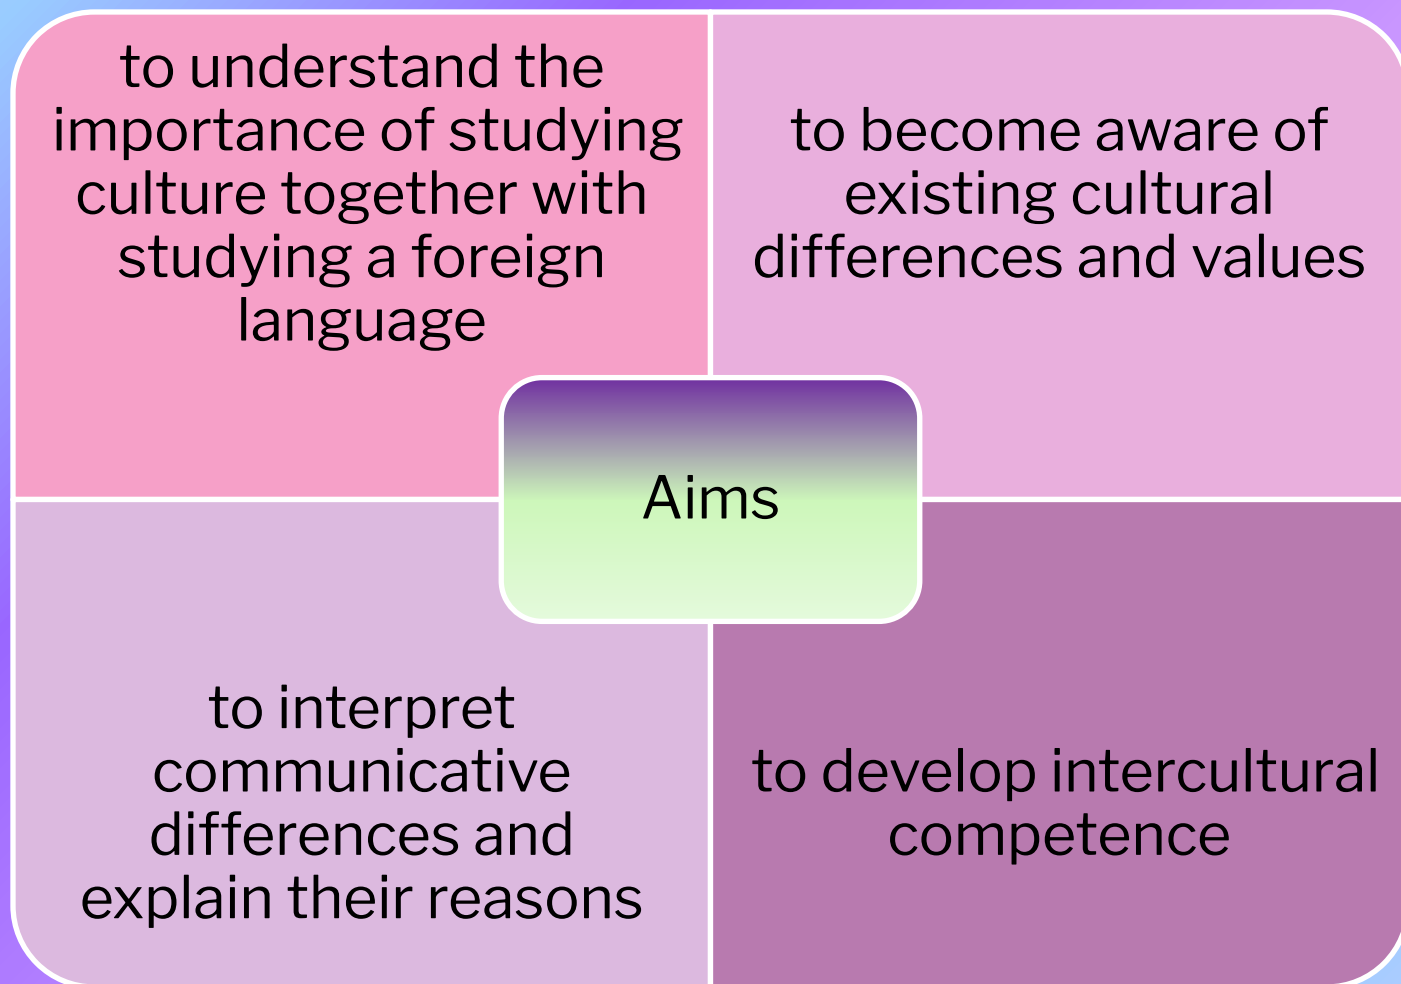 to understand the
importance of studying
culture together with
studying a foreign
language
to become aware of
existing cultural
differences and values
Aims
to interpret
communicative
differences and
explain their reasons
to develop intercultural
competence